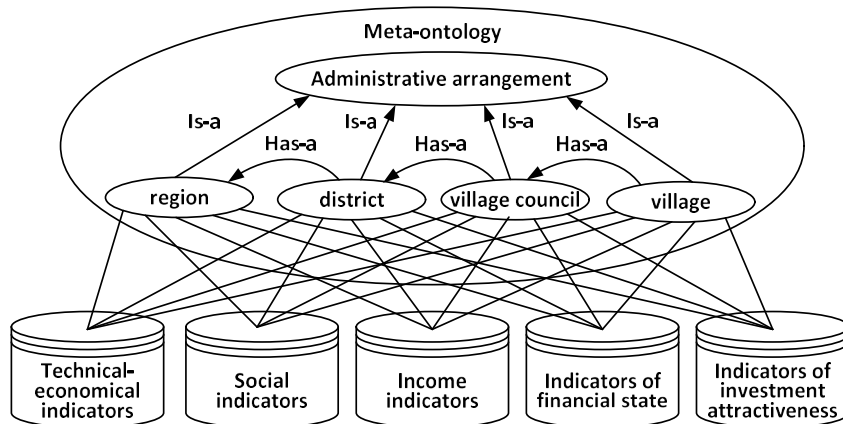 Meta-ontology
Administrative arrangement
Is-a
Is-a
Is-a
Is-a
Has-a
Has-a
Has-a
region
district
village council
village
Technical-
economical
indicators
Social
indicators
Income
indicators
Indicators of
financial state
Indicators of
investment
attractiveness